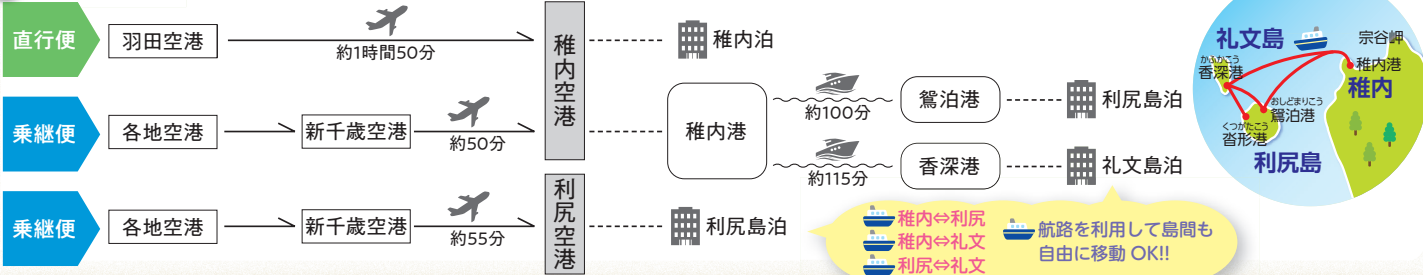 直行便
羽田空港
約1時間50分
稚内空港
稚内泊
乗継便
各地空港
新千歳空港
約50分
稚内港
約100分
鴛泊港
利尻島泊
約115分
香深港
礼文島泊
乗継便
各地空港
新千歳空港
約55分
利尻空港
利尻島泊
稚内⇔利尻
稚内⇔礼文
利尻⇔礼文
航路を利用して島間も
自由に移動 OK!!
礼文島
宗谷岬
かふかこう
香深港
稚内港
稚内
おしどまりこう
鴛泊港
くつがたこう
沓形港
利尻島